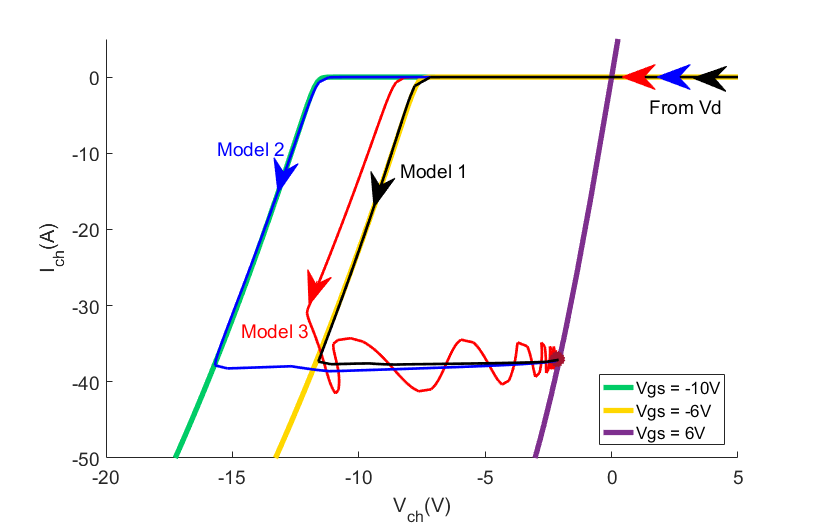 0
-10
-20
-30
-40
-50
-20
-15
-10
-5
0
5
I_ch(A)
V_ch(V)
From Vd
Model 2
Model 1
Model 3
Vgs = -10V
Vgs = -6V
Vgs = 6V